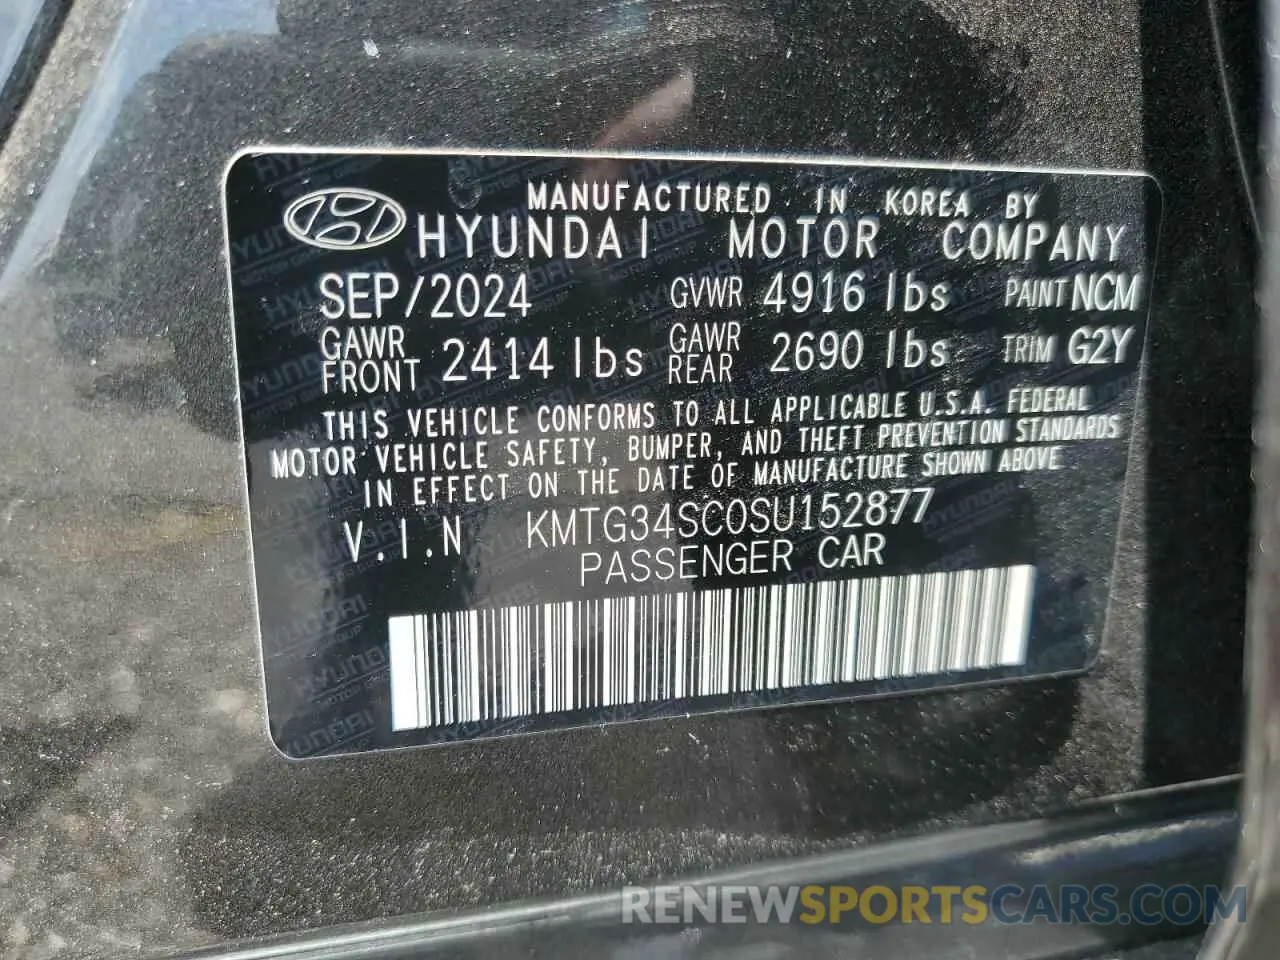 MANUFACTURED IN KOREA BY
HYUNDAI MOTOR COMPANY
SEP/2024 GVWR 4916 lbs PAINT NCM
GAWR FRONT 2414 lbs GAWR REAR 2690 lbs TRIM G2Y
THIS VEHICLE CONFORMS TO ALL APPLICABLE U.S.A. FEDERAL
MOTOR VEHICLE SAFETY, BUMPER, AND THEFT PREVENTION STANDARDS
IN EFFECT ON THE DATE OF MANUFACTURE SHOWN ABOVE
V.I.N KMTG34SC0SU152877
PASSENGER CAR
RENEWSPORTSCARS.COM